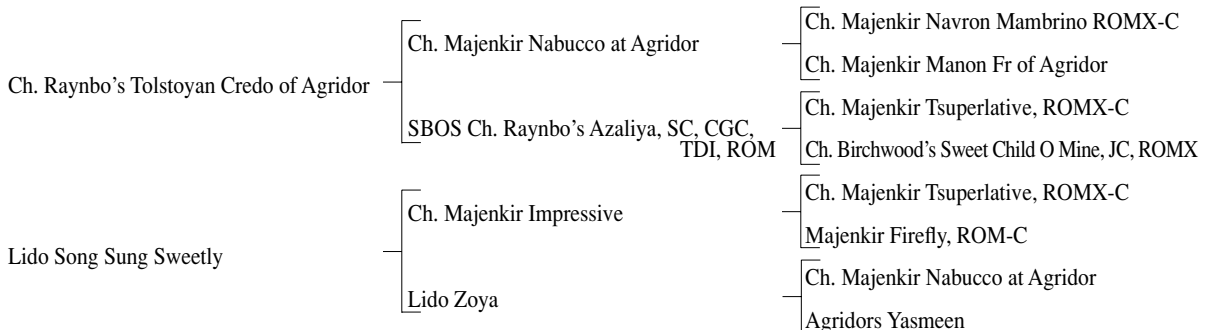 Ch. Majenkir Navron Mambrino ROMX-C
Ch. Majenkir Nabucco at Agridor
Ch. Majenkir Manon Fr of Agridor
Ch. Raynbo’s Tolstoyan Credo of Agridor
Ch. Majenkir Tsuperlative, ROMX-C
SBOS Ch. Raynbo’s Azaliya, SC, CGC,
TDI, ROM
Ch. Birchwood’s Sweet Child O Mine, JC, ROMX
Ch. Majenkir Tsuperlative, ROMX-C
Ch. Majenkir Impressive
Majenkir Firefly, ROM-C
Lido Song Sung Sweetly
Ch. Majenkir Nabucco at Agridor
Lido Zoya
Agridors Yasmeen